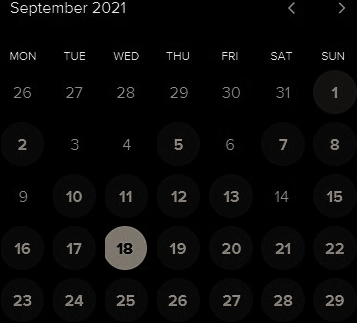 September 2021
MON TUE WED THU FRI SAT SUN
26 27 28 29 30 31 1
2 3 4 5 6 7 8
9 10 11 12 13 14 15
16 17 18 19 20 21 22
23 24 25 26 27 28 29